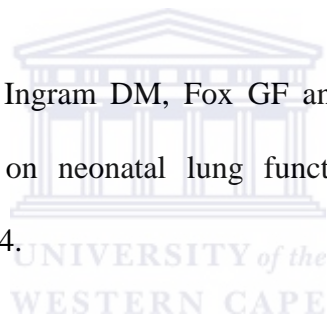 Ingram DM, Fox GF an
on neonatal lung funct
4.
UNIVERSITY of the
WESTERN CAPE